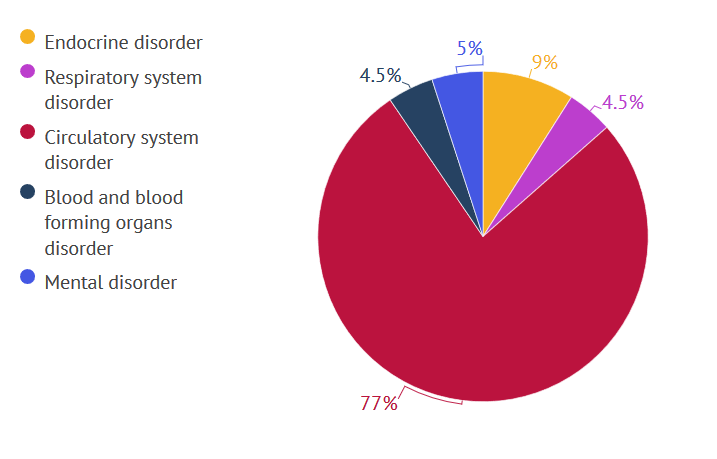 Endocrine disorder
Respiratory system
disorder
Circulatory system
disorder
Blood and blood
forming organs
disorder
Mental disorder
5%
9%
4.5%
4.5%
77%